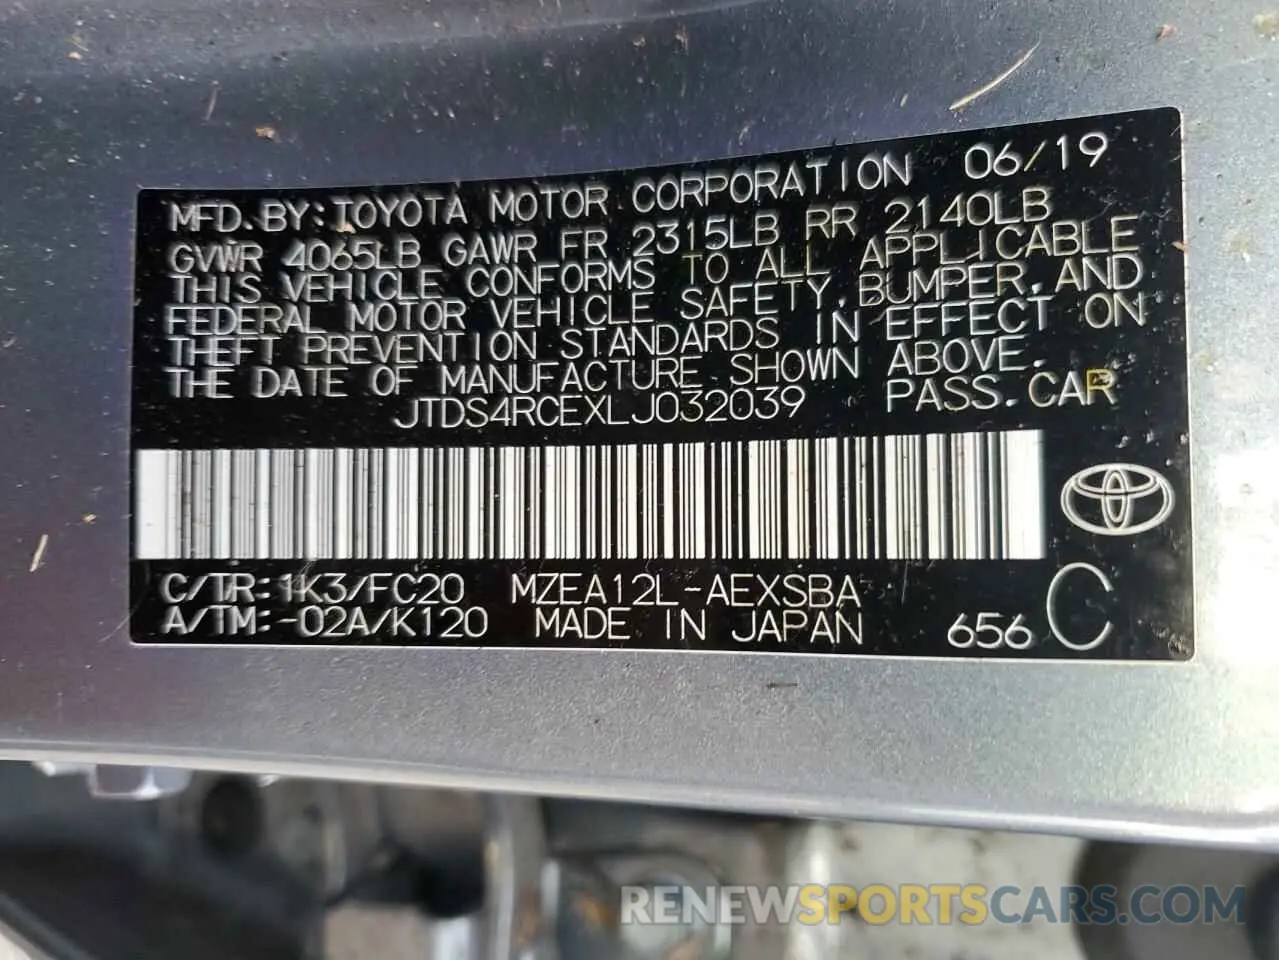 MFD.BY:TOYOTA MOTOR CORPORATION 06/19
GVWR 4065LB GAWR FR 2315LB RR 2140LB
THIS VEHICLE CONFORMS TO ALL APPLICABLE
FEDERAL MOTOR VEHICLE SAFETY,BUMPER,AND
THEFT PREVENTION STANDARDS IN EFFECT ON
THE DATE OF MANUFACTURE SHOWN ABOVE.
JTDS4RCEXLJ032039 PASS.CAR
C/TR:1K3/FC20 MZEA12L-AEXSBA
A/TM:-02A/K120 MADE IN JAPAN 656 C
RENEWSPORTSCARS.COM